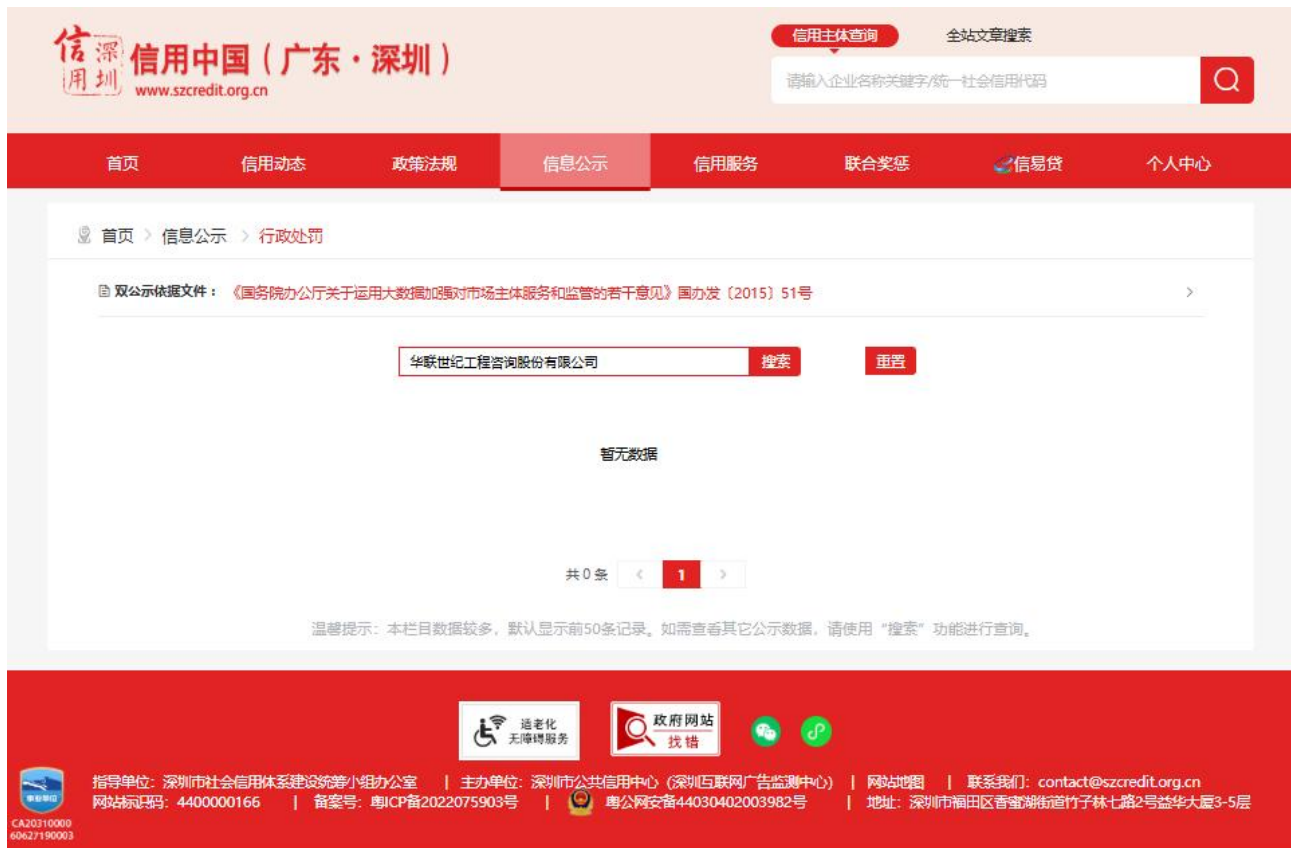 信用 深圳
信用中国（广东·深圳）
www.szcredit.org.cn
信用主体查询 全站文章搜索
请输入企业名称关键字/统一社会信用代码
首页 信用动态 政策法规 信息公示 信用服务 联合奖惩 信易贷 个人中心
首页 > 信息公示 > 行政处罚
双公示依据文件： 《国务院办公厅关于运用大数据加强对市场主体服务和监管的若干意见》国办发〔2015〕51号 >
华联世纪工程咨询股份有限公司 搜索 重置
暂无数据
共 0 条 < 1 >
温馨提示：本栏目数据较多，默认显示前50条记录。如需查看其它公示数据，请使用“搜索”功能进行查询。
适老化
无障碍服务
政府网站
找错
事业单位
CA20310000
60627190003
指导单位：深圳市社会信用体系建设统筹小组办公室 | 主办单位：深圳市公共信用中心（深圳互联网广告监测中心） | 网站地图 | 联系我们：contact@szcredit.org.cn
网站标识码：4400000166 | 备案号：粤ICP备2022075903号 | 粤公网安备44030402003982号 | 地址：深圳市福田区香蜜湖街道竹子林七路2号益华大厦3-5层